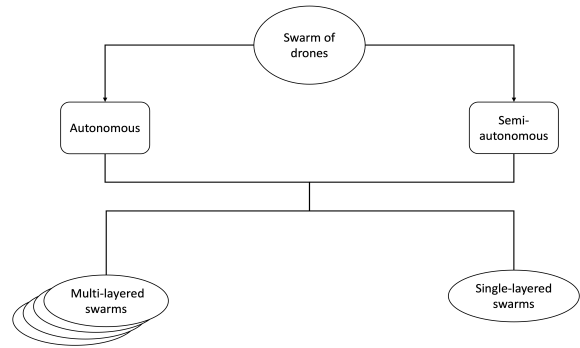 Swarm of
drones
Autonomous
Semi-
autonomous
Multi-layered
swarms
Single-layered
swarms